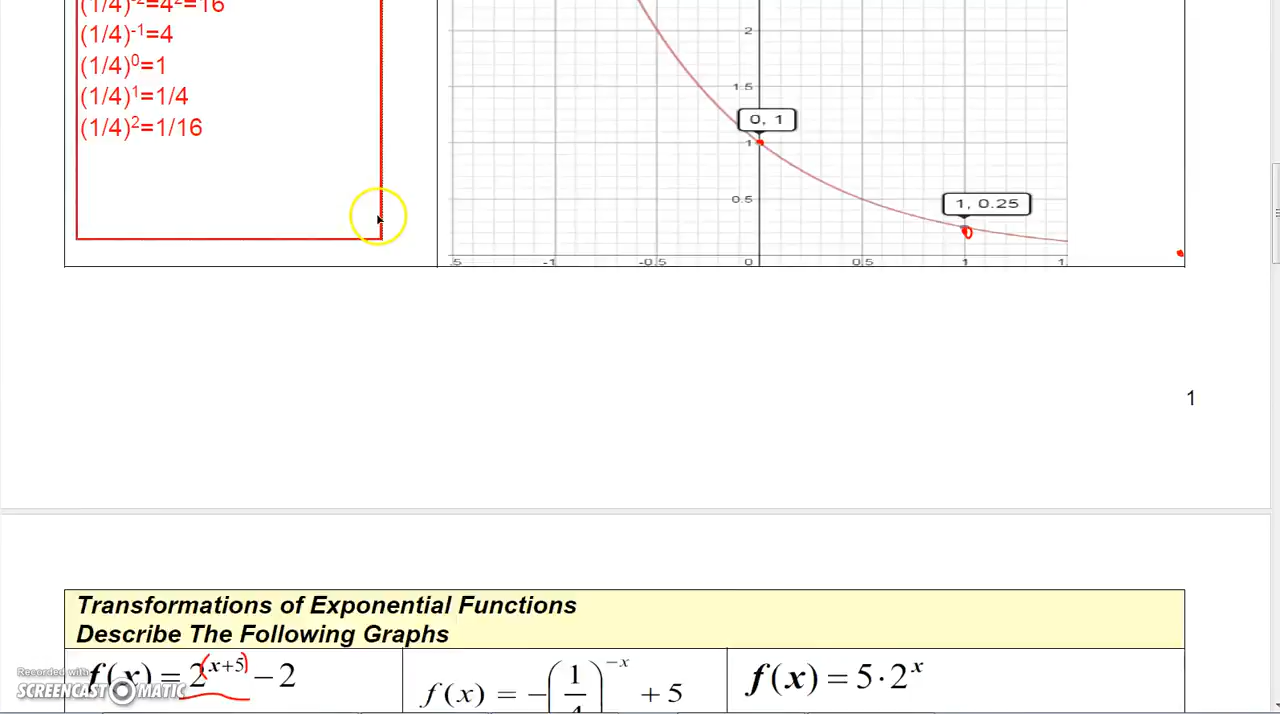 (1/4)⁻²=4²=16
(1/4)⁻¹=4
(1/4)⁰=1
(1/4)¹=1/4
(1/4)²=1/16
2
1.5
0, 1
1
0.5
1, 0.25
.5 -1 -0.5 0 0.5 1 1.
1
Transformations of Exponential Functions
Describe The Following Graphs
f(x) = 2^(x+5) − 2
f(x) = −(1/4)^−x + 5
f(x) = 5·2^x
Recorded with
SCREENCAST-O-MATIC